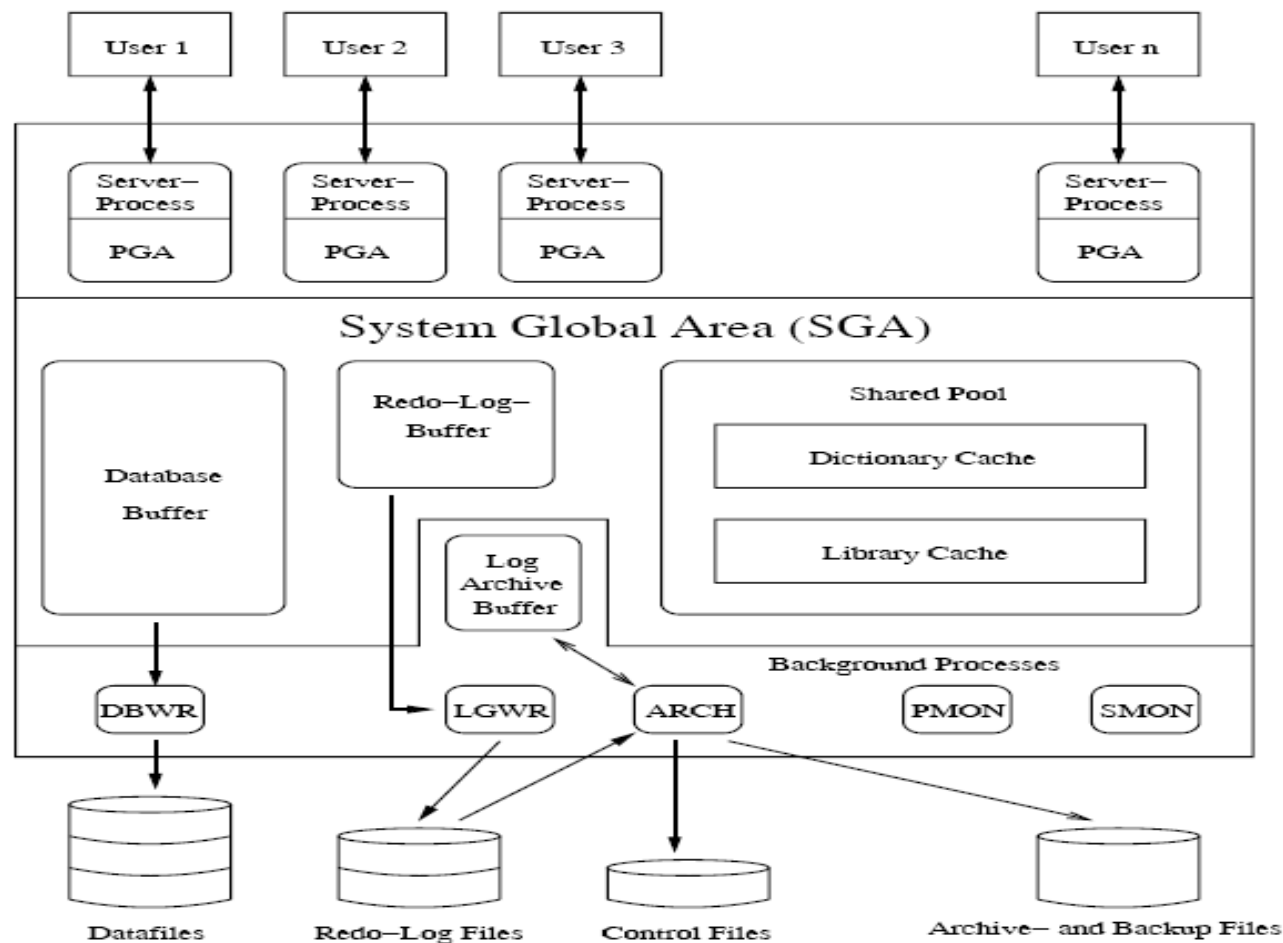 User 1
User 2
User 3
User n
Server-
Process
PGA
Server-
Process
PGA
Server-
Process
PGA
Server-
Process
PGA
System Global Area (SGA)
Database
Buffer
Redo-Log-
Buffer
Log
Archive
Buffer
Shared Pool
Dictionary Cache
Library Cache
Background Processes
DBWR
LGWR
ARCH
PMON
SMON
Datafiles
Redo-Log Files
Control Files
Archive- and Backup Files